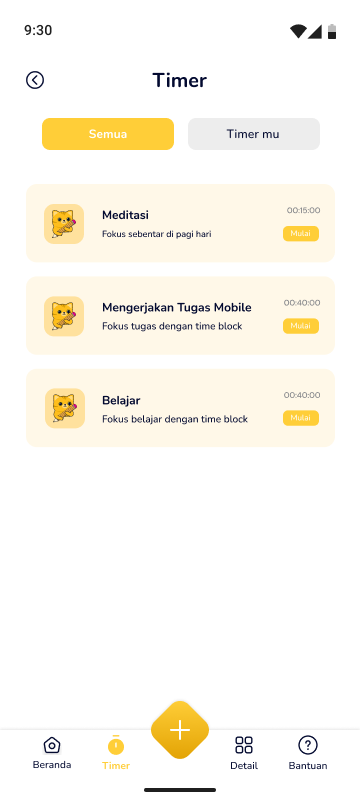 9:30
Timer
Semua
Timer mu
Meditasi
00:15:00
Fokus sebentar di pagi hari
Mulai
Mengerjakan Tugas Mobile
00:40:00
Fokus tugas dengan time block
Mulai
Belajar
00:40:00
Fokus belajar dengan time block
Mulai
Beranda
Timer
Detail
Bantuan